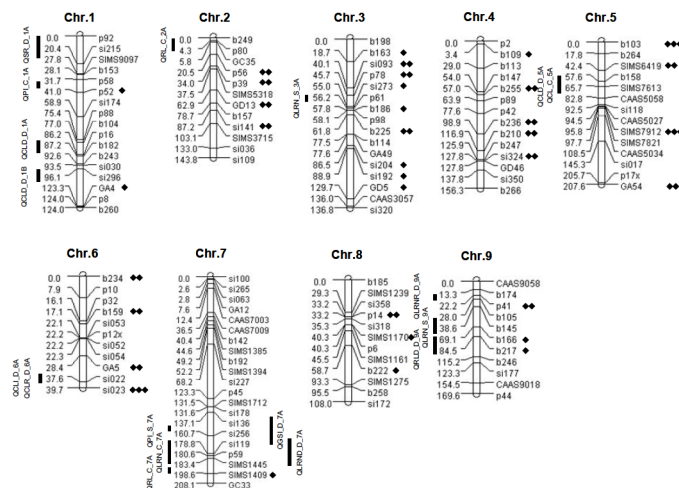 Chr.1
QSR_D_1A
QPI_C_1A
QCLD_D_1A
QCLD_D_1B
0.0 p92
20.4 si215
27.8 SIMS9097
28.1 b153
31.7 p58
41.0 p52 ◆
58.9 si174
75.4 p88
77.0 b104
86.2 p16
87.2 b182
92.6 b243
93.5 si030
96.1 si296
123.3 GA4 ◆
124.0 p8
124.0 b260
Chr.2
QRL_C_2A
0.0 b249
4.3 p80
5.8 GC35
20.5 p56 ◆◆
34.0 p39 ◆◆
37.5 SIMS5318
62.9 GD13 ◆◆
78.7 b157
87.2 si141 ◆◆
103.1 SIMS3715
133.0 si036
143.8 si109
Chr.3
QLRN_S_3A
0.0 b198
18.7 b163 ◆
40.1 si093 ◆◆
45.7 p78 ◆◆
55.0 si273 ◆
56.2 p61
57.8 b186 ◆
58.1 p98
61.8 b225 ◆◆
77.5 b114
77.6 GA49
86.5 si204 ◆
88.9 si192 ◆
129.7 GD5 ◆
136.0 CAAS3057
136.8 si320
Chr.4
0.0 p2
3.4 b109 ◆
29.0 b113
54.0 b147
57.0 b255 ◆◆
63.9 p89
77.6 p42
98.9 b236 ◆◆
116.9 b210 ◆◆
125.9 b247
127.8 si324 ◆◆
127.8 GD46
137.8 si350
156.3 b266
Chr.5
QCLD_D_5A
QCL_C_5A
0.0 b103 ◆◆◆
17.8 b264
42.4 SIMS6419 ◆◆
57.6 b158
65.7 SIMS7613
82.8 CAAS5058
92.5 si118
92.5 CAAS5027
95.8 SIMS7912 ◆◆
97.7 SIMS7821
108.5 CAAS5034
145.3 si017
205.7 p17x
207.6 GA54 ◆◆
Chr.6
QCLI_D_6A
QCLR_D_6A
0.0 b234 ◆◆
7.9 p10
16.1 p32
17.1 b159 ◆◆
22.1 si053
22.2 p12x
22.2 si052
22.3 si054
28.4 GA5 ◆◆
37.6 si022
39.7 si023 ◆◆◆
Chr.7
QPI_S_7A
QLRN_C_7A
QRL_C_7A
QGSI_D_7A
QLRND_D_7A
0.0 si100
2.6 si265
2.8 si063
7.6 GA12
12.4 CAAS7003
36.5 CAAS7009
40.4 b142
44.6 SIMS1385
49.2 b192
52.2 SIMS1394
68.2 si227
123.3 p45
131.5 SIMS1712
131.6 si178
137.1 si136
160.7 si256
178.8 si119
180.6 p59
183.4 SIMS1445
198.6 SIMS1409 ◆
208.1 GC33
Chr.8
0.0 b185
29.3 SIMS1239
33.2 si358
33.2 p14 ◆◆
35.3 si318
40.3 SIMS1170 ◆
40.3 p6
45.5 SIMS1161
58.7 b222 ◆
93.3 SIMS1275
95.5 b258
108.0 si172
Chr.9
QLRNR_D_9A
QLRN_S_9A
QRLD_D_9A
QLRN_C_9A
0.0 CAAS9058
13.3 b174
22.2 p41 ◆◆
28.0 b105
38.6 b145
69.1 b166 ◆
84.5 b217 ◆
115.2 b246
123.3 si177
154.5 CAAS9018
169.6 p44